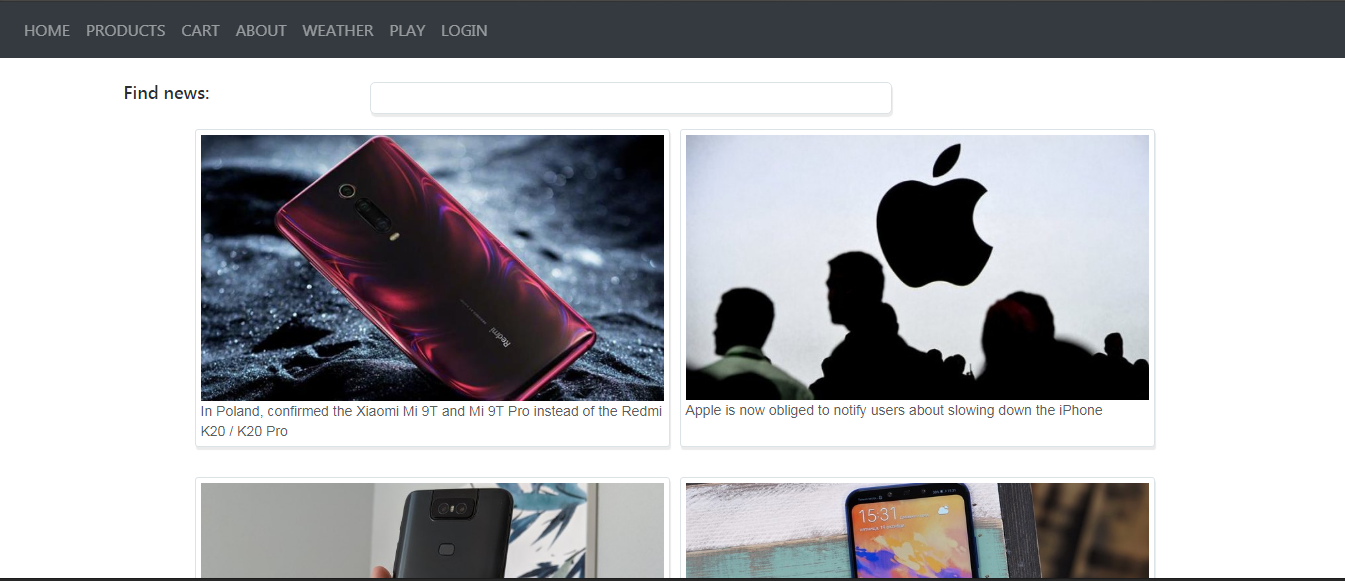 HOME PRODUCTS CART ABOUT WEATHER PLAY LOGIN
Find news:
Redmi
In Poland, confirmed the Xiaomi Mi 9T and Mi 9T Pro instead of the Redmi
K20 / K20 Pro
Apple is now obliged to notify users about slowing down the iPhone
15:31